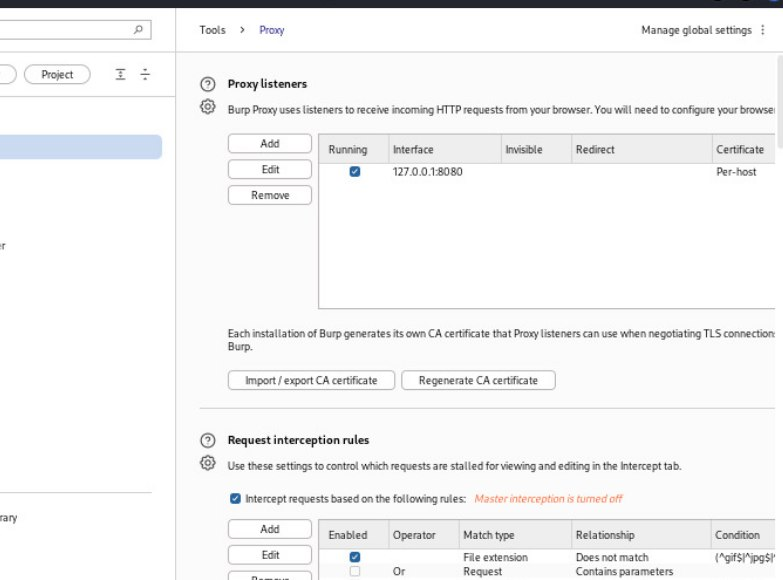 Tools > Proxy
Manage global settings
Project
Proxy listeners
Burp Proxy uses listeners to receive incoming HTTP requests from your browser. You will need to configure your browse
Add
Edit
Remove
Running Interface Invisible Redirect Certificate
127.0.0.1:8080 Per-host
er
Each installation of Burp generates its own CA certificate that Proxy listeners can use when negotiating TLS connection
Burp.
Import / export CA certificate
Regenerate CA certificate
Request interception rules
Use these settings to control which requests are stalled for viewing and editing in the Intercept tab.
Intercept requests based on the following rules: Master interception is turned off
rary
Add
Edit
Remove
Enabled Operator Match type Relationship Condition
File extension Does not match (^gif$|^jpg$|^
Or Request Contains parameters